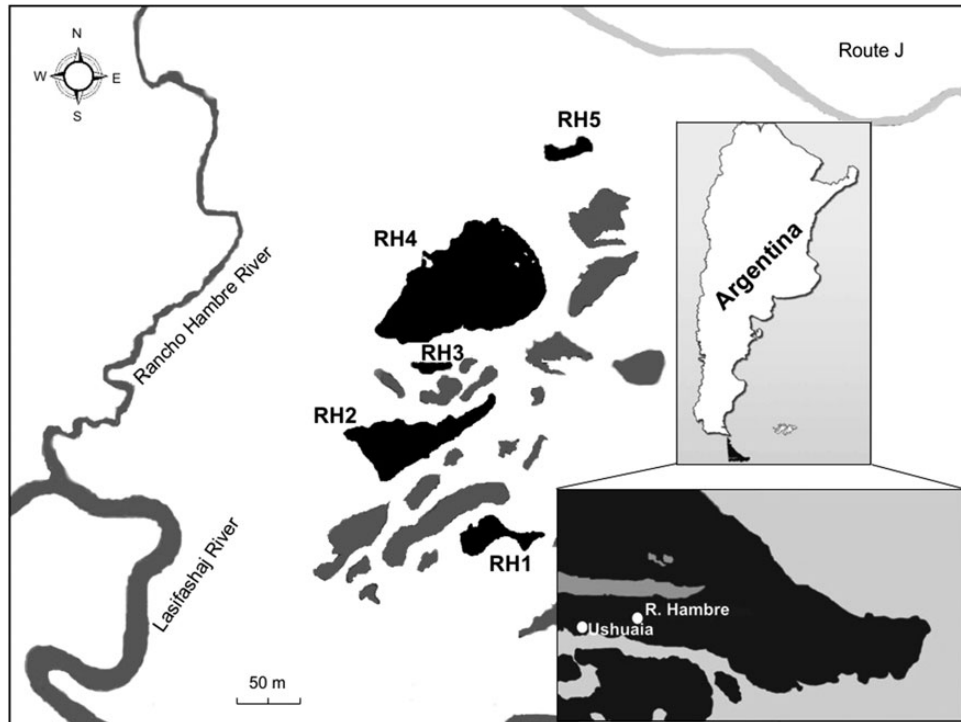 N
W E
S
Route J
RH5
RH4
Argentina
Rancho Hambre River
RH3
RH2
RH1
Lasifashaj River
R. Hambre
Ushuaia
50 m